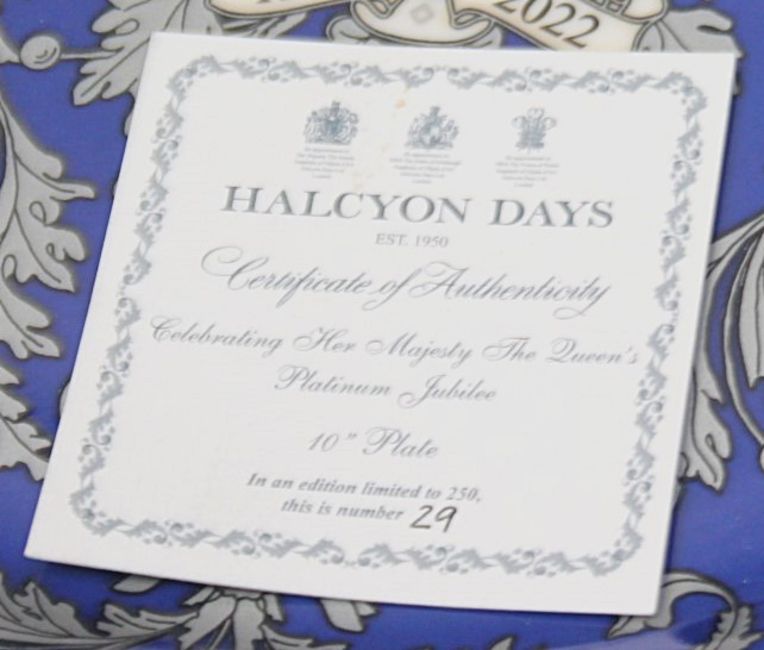 2022
HALCYON DAYS
EST. 1950
Certificate of Authenticity
Celebrating Her Majesty The Queen's
Platinum Jubilee
10" Plate
In an edition limited to 250,
this is number 29